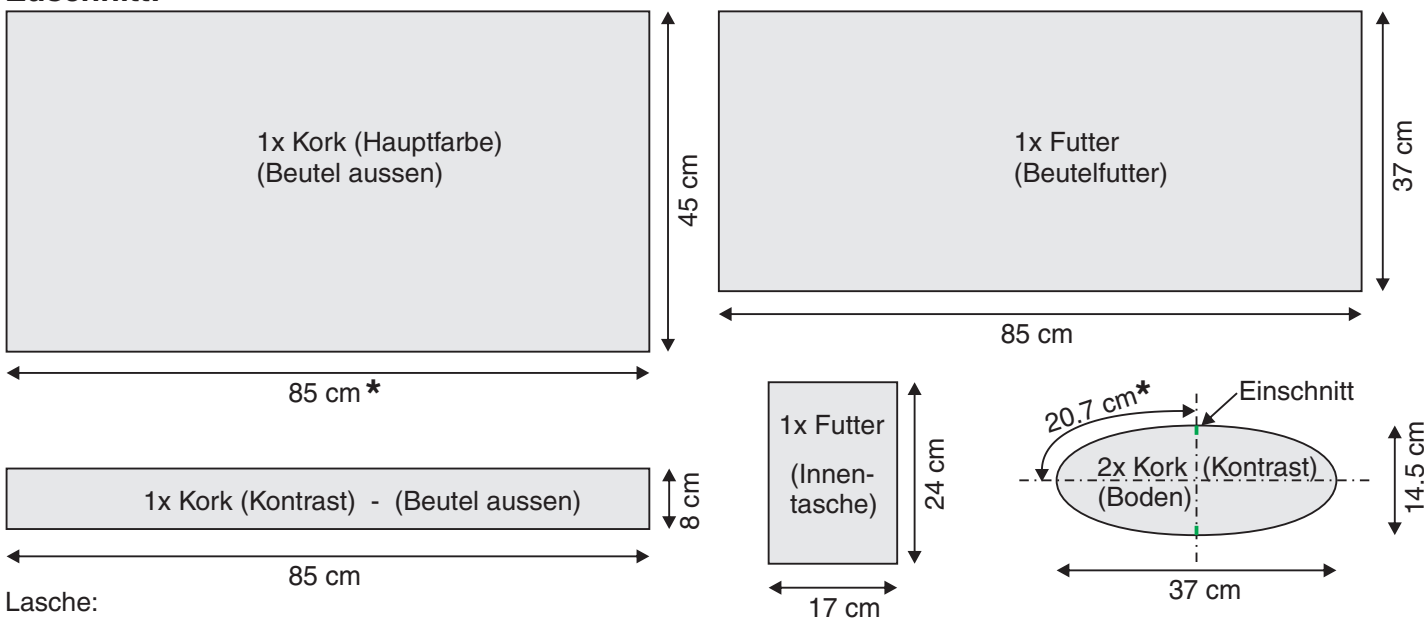 1x Kork (Hauptfarbe)
(Beutel aussen)
45 cm
85 cm*
1x Futter
(Beutelfutter)
37 cm
85 cm
1x Kork (Kontrast) - (Beutel aussen)
8 cm
85 cm
1x Futter
(Innen-
tasche)
24 cm
17 cm
20.7 cm*
Einschnitt
2x Kork (Kontrast)
(Boden)
14.5 cm
37 cm
Lasche: